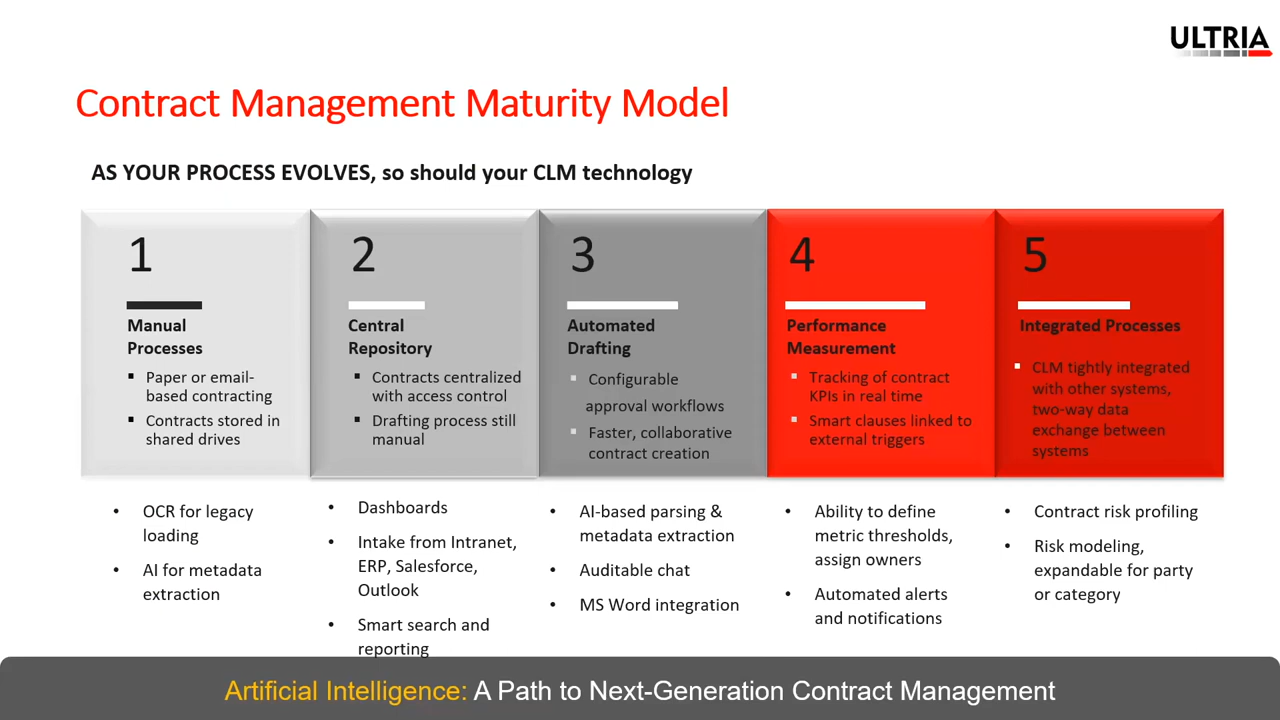 ULTRIA
Contract Management Maturity Model
AS YOUR PROCESS EVOLVES, so should your CLM technology
1
Manual
Processes
Paper or email-
based contracting
Contracts stored in
shared drives
OCR for legacy
loading
AI for metadata
extraction
2
Central
Repository
Contracts centralized
with access control
Drafting process still
manual
Dashboards
Intake from Intranet,
ERP, Salesforce,
Outlook
Smart search and
reporting
3
Automated
Drafting
Configurable
approval workflows
Faster, collaborative
contract creation
AI-based parsing &
metadata extraction
Auditable chat
MS Word integration
4
Performance
Measurement
Tracking of contract
KPIs in real time
Smart clauses linked to
external triggers
Ability to define
metric thresholds,
assign owners
Automated alerts
and notifications
5
Integrated Processes
CLM tightly integrated
with other systems,
two-way data
exchange between
systems
Contract risk profiling
Risk modeling,
expandable for party
or category
Artificial Intelligence: A Path to Next-Generation Contract Management